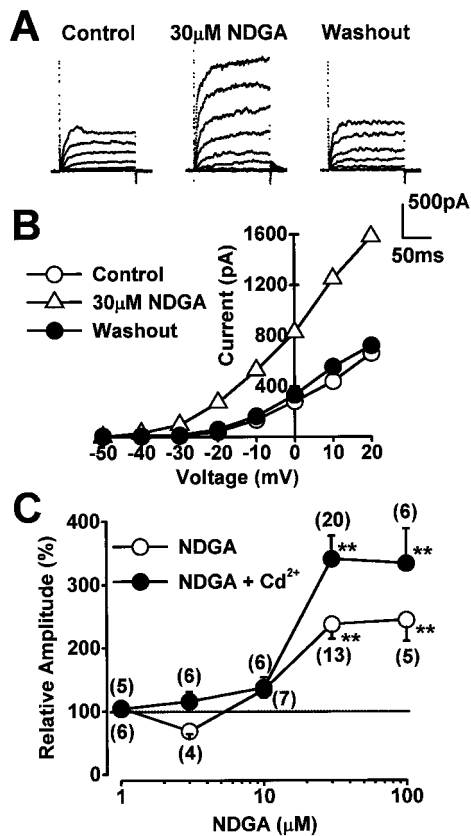 A
Control 30µM NDGA Washout
500pA
50ms
B
Control
30µM NDGA
Washout
Current (pA)
1600
1200
800
400
-50 -40 -30 -20 -10 0 10 20
Voltage (mV)
C
Relative Amplitude (%)
400
300
200
100
0
NDGA
NDGA + Cd²⁺
(20) (6)
** **
(5) (6) (6)
** **
(13) (5)
(6) (4) (7)
1 10 100
NDGA (µM)